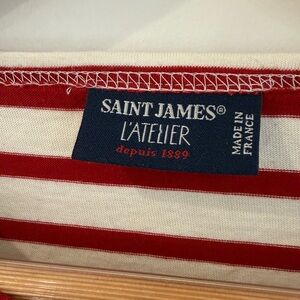 SAINT JAMES®
L'ATELIER
depuis 1889
MADE IN
FRANCE